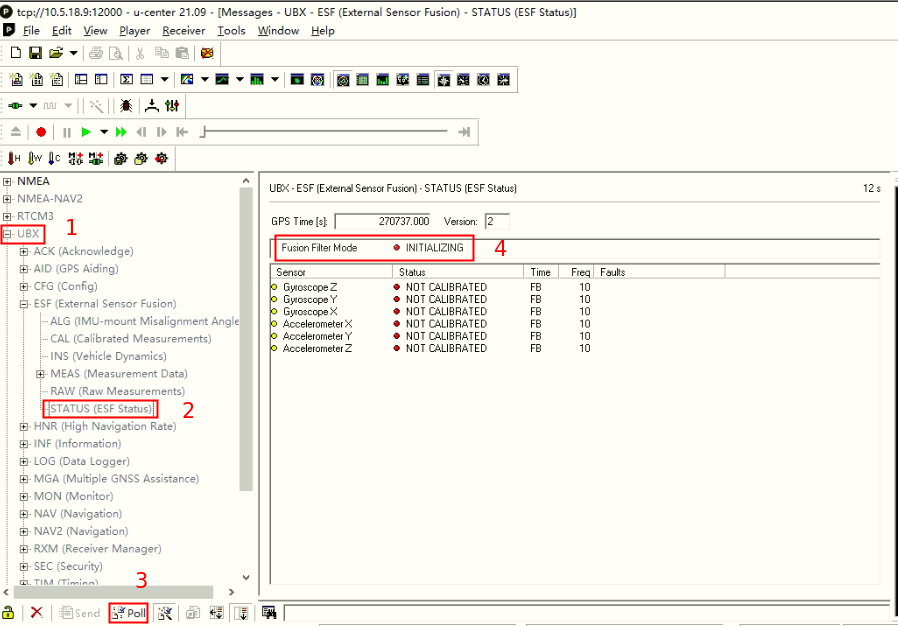 tcp://10.5.18.9:12000 - u-center 21.09 - [Messages - UBX - ESF (External Sensor Fusion) - STATUS (ESF Status)]
File Edit View Player Receiver Tools Window Help
NMEA
NMEA-NAV2
RTCM3
UBX
1
ACK (Acknowledge)
AID (GPS Aiding)
CFG (Config)
ESF (External Sensor Fusion)
ALG (IMU-mount Misalignment Angle
CAL (Calibrated Measurements)
INS (Vehicle Dynamics)
MEAS (Measurement Data)
RAW (Raw Measurements)
STATUS (ESF Status)
2
HNR (High Navigation Rate)
INF (Information)
LOG (Data Logger)
MGA (Multiple GNSS Assistance)
MON (Monitor)
NAV (Navigation)
NAV2 (Navigation)
RXM (Receiver Manager)
SEC (Security)
TIM (Timing)
3
Send Poll
UBX - ESF (External Sensor Fusion) - STATUS (ESF Status) 12 s
GPS Time [s]: 270737.000 Version: 2
Fusion Filter Mode INITIALIZING
4
Sensor Status Time Freq Faults
Gyroscope Z NOT CALIBRATED FB 10
Gyroscope Y NOT CALIBRATED FB 10
Gyroscope X NOT CALIBRATED FB 10
Accelerometer X NOT CALIBRATED FB 10
Accelerometer Y NOT CALIBRATED FB 10
Accelerometer Z NOT CALIBRATED FB 10